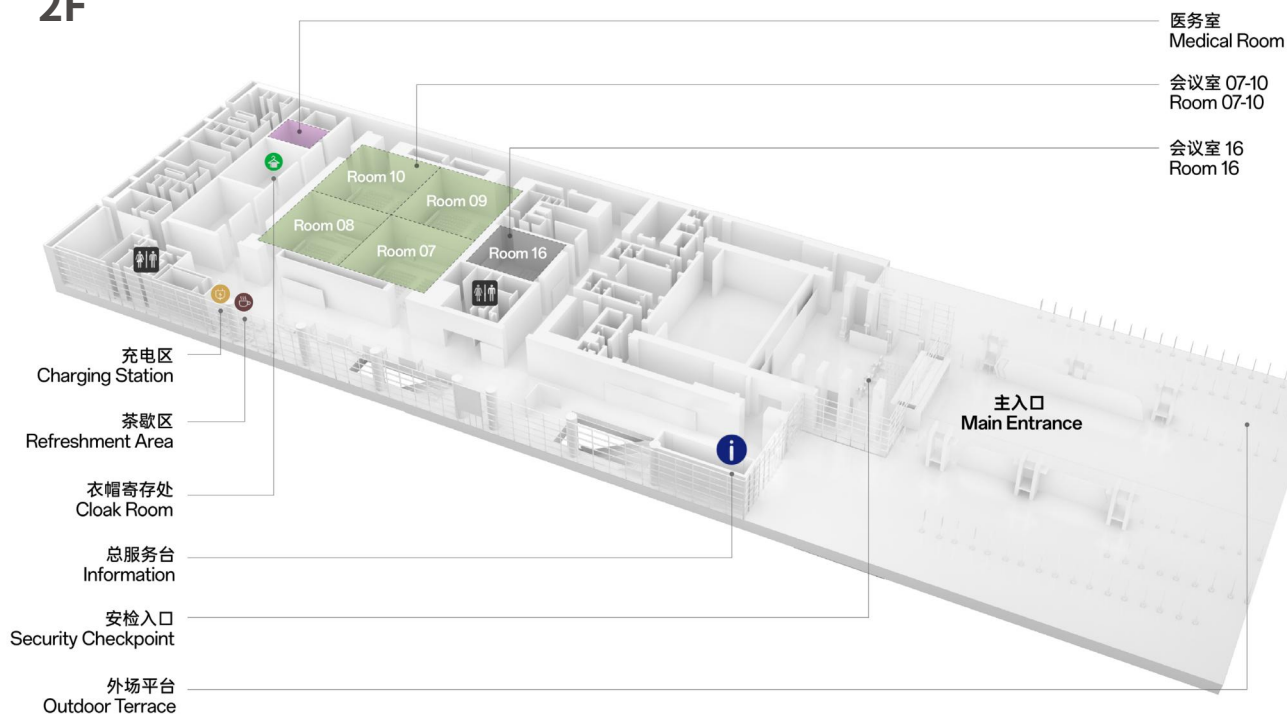 2F
医务室
Medical Room
会议室 07-10
Room 07-10
会议室 16
Room 16
Room 10
Room 09
Room 08
Room 07
Room 16
充电区
Charging Station
茶歇区
Refreshment Area
衣帽寄存处
Cloak Room
总服务台
Information
安检入口
Security Checkpoint
外场平台
Outdoor Terrace
主入口
Main Entrance
i